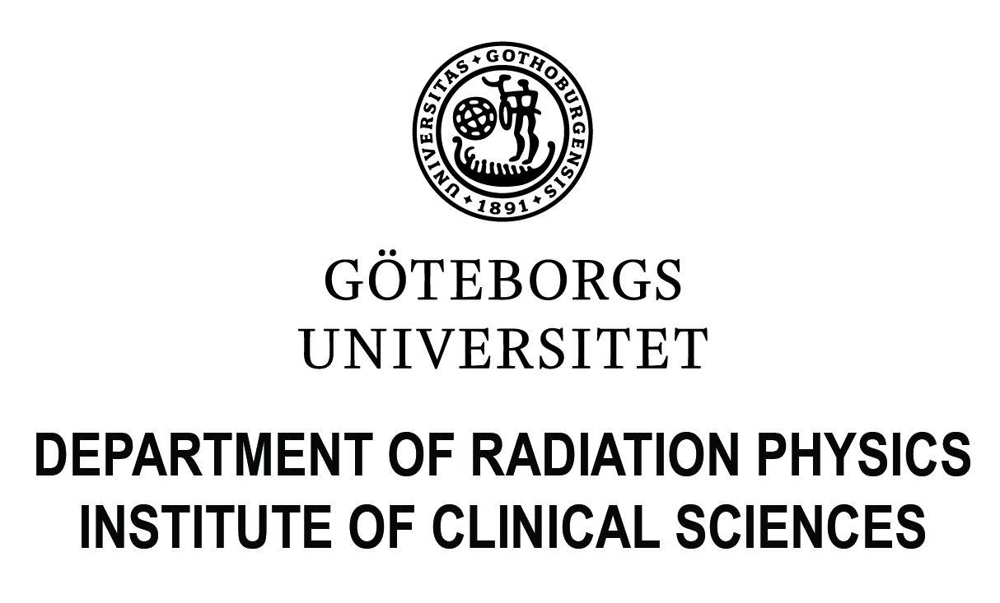 UNIVERSITAS ✦ GOTHOBURGENSIS ✦ 1891 ✦
GÖTEBORGS
UNIVERSITET
DEPARTMENT OF RADIATION PHYSICS
INSTITUTE OF CLINICAL SCIENCES